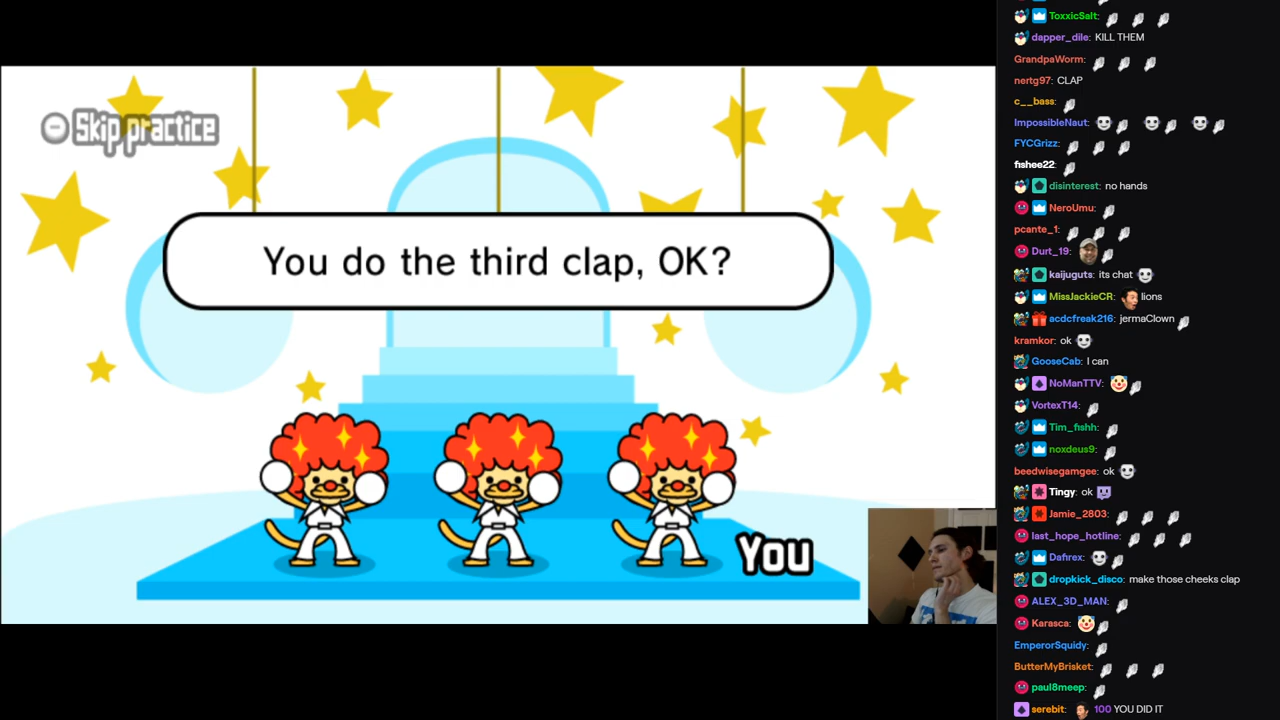 Skip practice
You do the third clap, OK?
You
ToxxicSalt:
dapper_dile: KILL THEM
GrandpaWorm:
nertg97: CLAP
c__bass:
ImpossibleNaut:
FYCGrizz:
fishee22:
disinterest: no hands
NeroUmu:
pcante_1:
Durt_19:
kaijuguts: its chat
MissJackieCR: lions
acdcfreak216: jermaClown
kramkor: ok
GooseCab: I can
NoManTTV:
VortexT14:
Tim_fishh:
noxdeus9:
beedwisegamgee: ok
Tingy: ok
Jamie_2803:
last_hope_hotline:
Dafirex:
dropkick_disco: make those cheeks clap
ALEX_3D_MAN:
Karasca:
EmperorSquidy:
ButterMyBrisket:
paul8meep:
serebit: 100 YOU DID IT